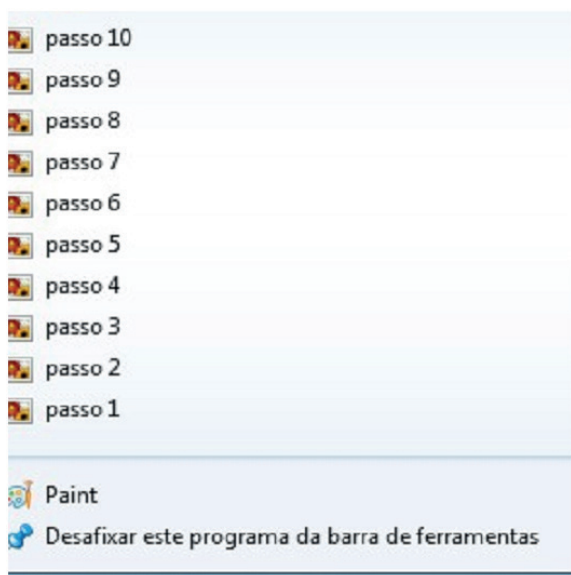 passo 10
passo 9
passo 8
passo 7
passo 6
passo 5
passo 4
passo 3
passo 2
passo 1
Paint
Desafixar este programa da barra de ferramentas